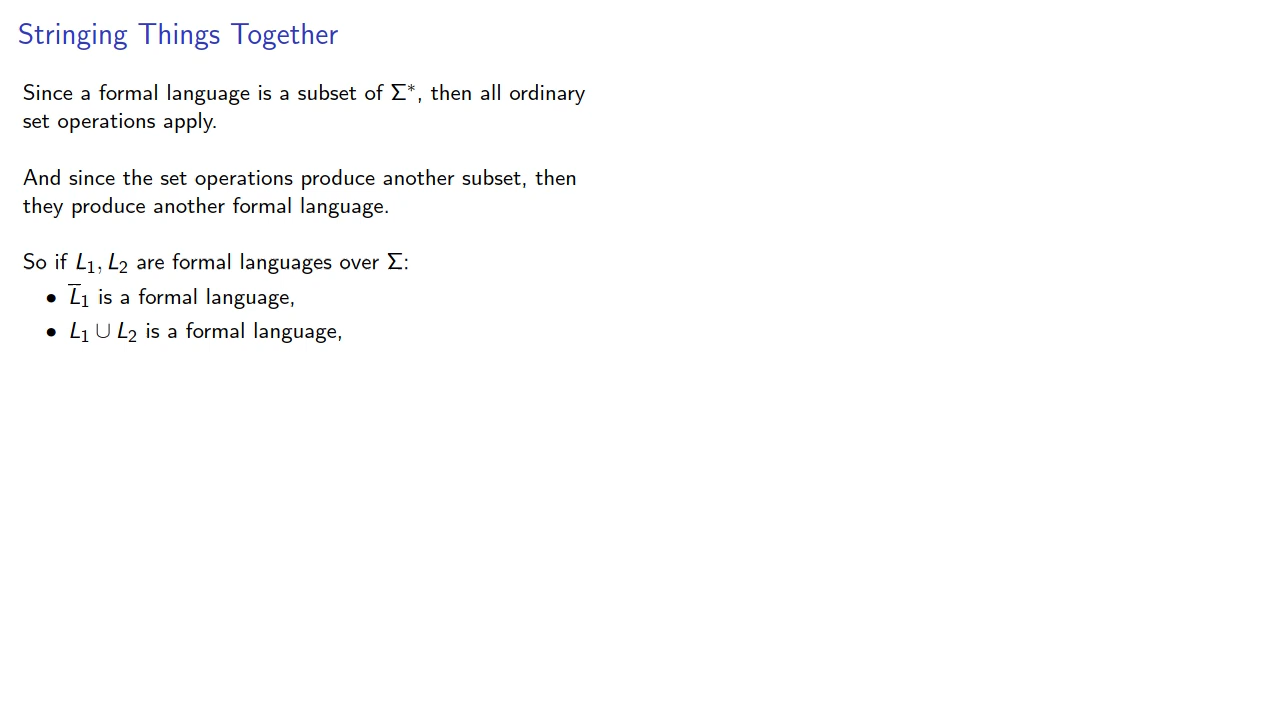 Stringing Things Together
Since a formal language is a subset of Σ*, then all ordinary
set operations apply.
And since the set operations produce another subset, then
they produce another formal language.
So if L₁, L₂ are formal languages over Σ:
• L̅₁ is a formal language,
• L₁ ∪ L₂ is a formal language,